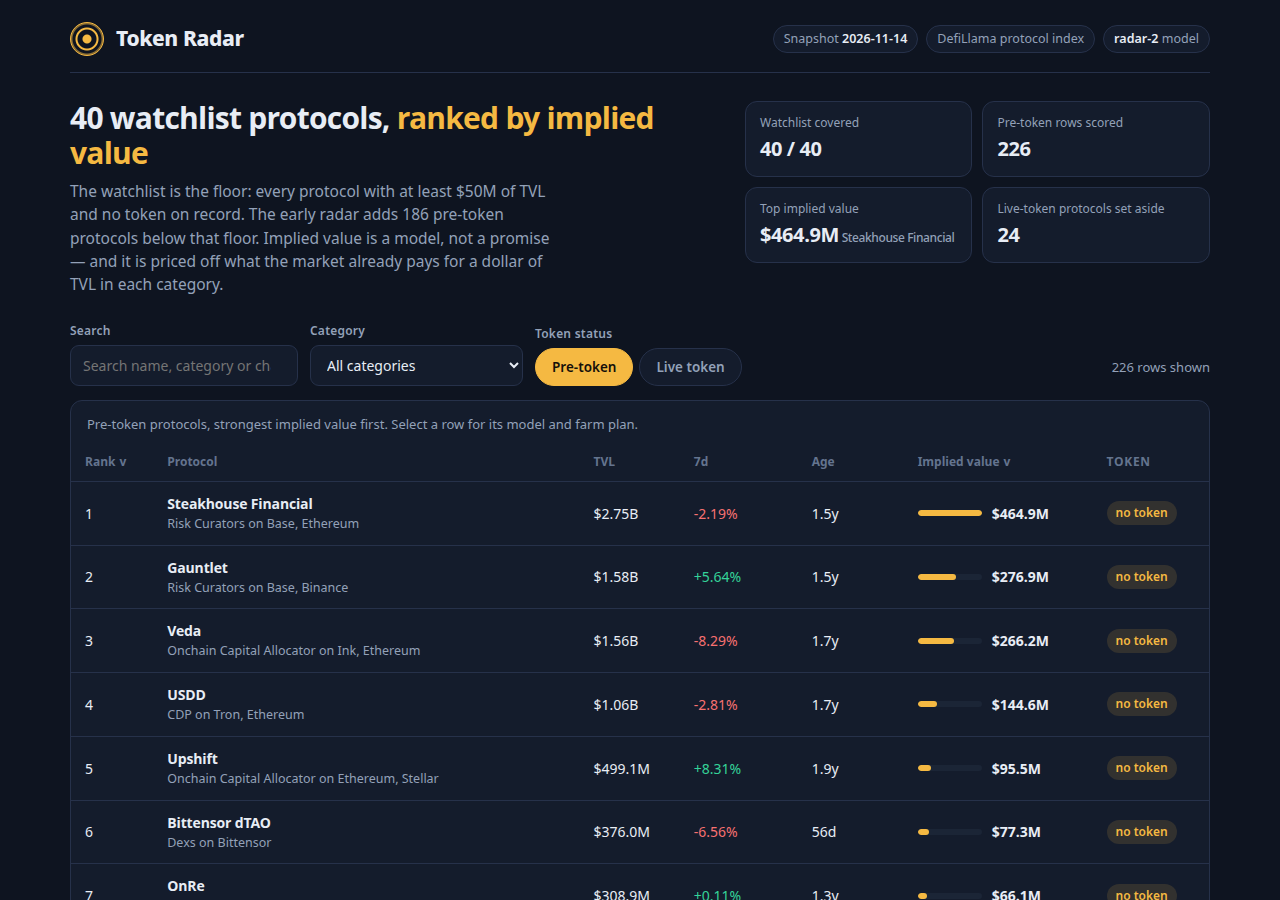 Token Radar
Snapshot 2026-11-14
DefiLlama protocol index
radar-2 model
40 watchlist protocols, ranked by implied
value
The watchlist is the floor: every protocol with at least $50M of TVL
and no token on record. The early radar adds 186 pre-token
protocols below that floor. Implied value is a model, not a promise
— and it is priced off what the market already pays for a dollar of
TVL in each category.
Watchlist covered
40 / 40
Pre-token rows scored
226
Top implied value
$464.9M Steakhouse Financial
Live-token protocols set aside
24
Search
Search name, category or ch
Category
All categories
Token status
Pre-token
Live token
226 rows shown
Pre-token protocols, strongest implied value first. Select a row for its model and farm plan.
Rank v Protocol TVL 7d Age Implied value v TOKEN
1 Steakhouse Financial $2.75B -2.19% 1.5y $464.9M no token
Risk Curators on Base, Ethereum
2 Gauntlet $1.58B +5.64% 1.5y $276.9M no token
Risk Curators on Base, Binance
3 Veda $1.56B -8.29% 1.7y $266.2M no token
Onchain Capital Allocator on Ink, Ethereum
4 USDD $1.06B -2.81% 1.7y $144.6M no token
CDP on Tron, Ethereum
5 Upshift $499.1M +8.31% 1.9y $95.5M no token
Onchain Capital Allocator on Ethereum, Stellar
6 Bittensor dTAO $376.0M -6.56% 56d $77.3M no token
Dexs on Bittensor
7 OnRe $308.9M +0.11% 1.3y $66.1M no token